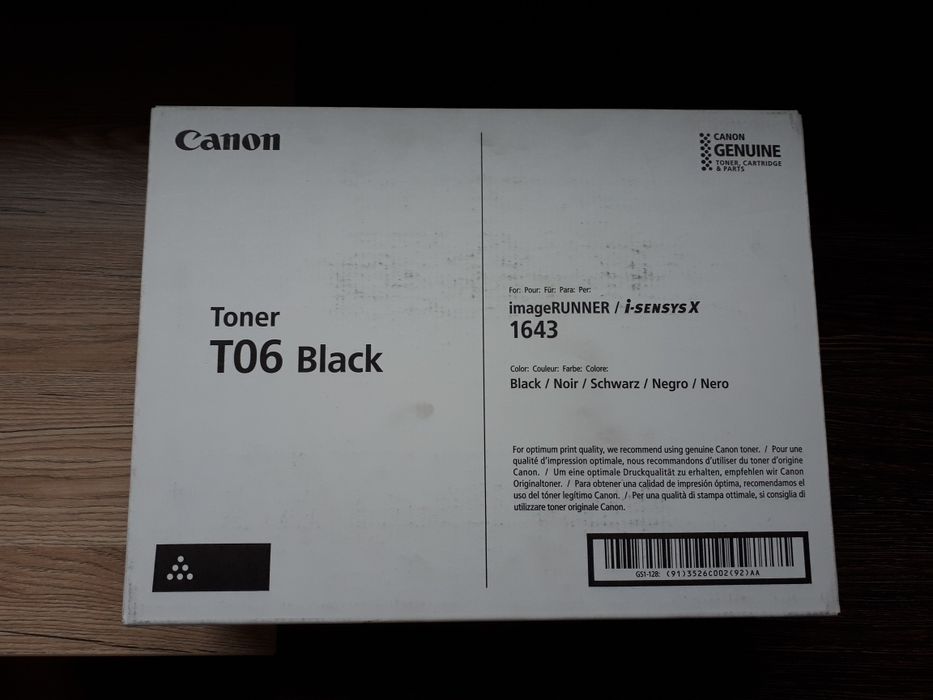 Canon
CANON
GENUINE
TONER, CARTRIDGE
& PARTS
Toner
T06 Black
For: Pour: Für: Para: Per:
imageRUNNER / i-SENSYS X
1643
Color: Couleur: Farbe: Colore:
Black / Noir / Schwarz / Negro / Nero
For optimum print quality, we recommend using genuine Canon toner. / Pour une
qualité d'impression optimale, nous recommandons d'utiliser du toner d'origine
Canon. / Um eine optimale Druckqualität zu erhalten, empfehlen wir Canon
Originaltoner. / Para obtener una calidad de impresión óptima, recomendamos el
uso del tóner legítimo Canon. / Per una qualità di stampa ottimale, si consiglia di
utilizzare toner originale Canon.
GS1-128: (91)3526C002(92)AA